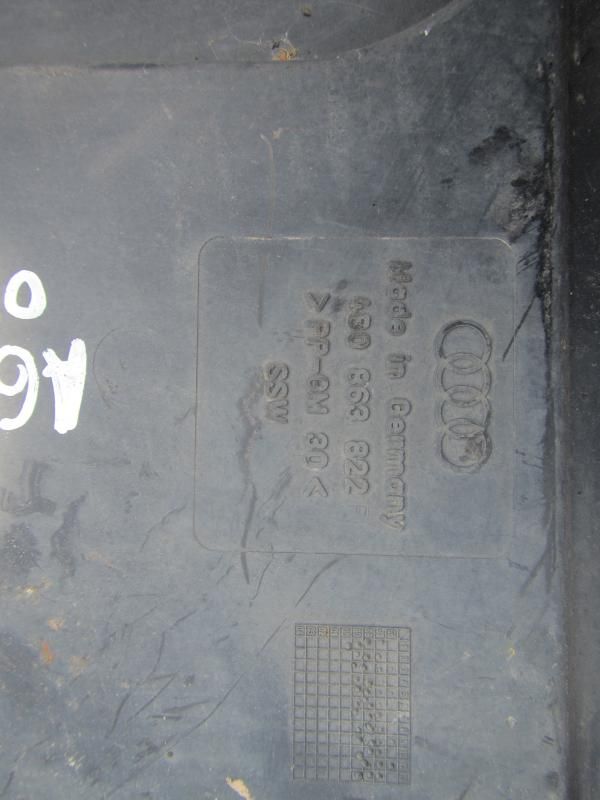 Made in Germany
4B0 863 822
>PP-GM 30<
SSW
A6